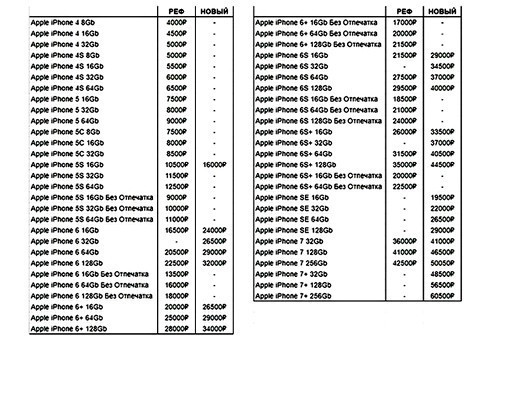 РЕФ НОВЫЙ
Apple iPhone 4 8Gb 4000Р -
Apple iPhone 4 16Gb 4500Р -
Apple iPhone 4 32Gb 5000Р -
Apple iPhone 4S 8Gb 5000Р -
Apple iPhone 4S 16Gb 5500Р -
Apple iPhone 4S 32Gb 6000Р -
Apple iPhone 4S 64Gb 6500Р -
Apple iPhone 5 16Gb 7500Р -
Apple iPhone 5 32Gb 8000Р -
Apple iPhone 5 64Gb 9000Р -
Apple iPhone 5C 8Gb 7500Р -
Apple iPhone 5C 16Gb 8000Р -
Apple iPhone 5C 32Gb 8500Р -
Apple iPhone 5S 16Gb 10500Р 16000Р
Apple iPhone 5S 32Gb 11500Р -
Apple iPhone 5S 64Gb 12500Р -
Apple iPhone 5S 16Gb Без Отпечатка 9000Р -
Apple iPhone 5S 32Gb Без Отпечатка 10000Р -
Apple iPhone 5S 64Gb Без Отпечатка 11000Р -
Apple iPhone 6 16Gb 16500Р 24000Р
Apple iPhone 6 32Gb - 26500Р
Apple iPhone 6 64Gb 20500Р 29000Р
Apple iPhone 6 128Gb 22500Р 32000Р
Apple iPhone 6 16Gb Без Отпечатка 13500Р -
Apple iPhone 6 64Gb Без Отпечатка 16000Р -
Apple iPhone 6 128Gb Без Отпечатка 18000Р -
Apple iPhone 6+ 16Gb 20000Р 26500Р
Apple iPhone 6+ 64Gb 25000Р 29000Р
Apple iPhone 6+ 128Gb 28000Р 34000Р
РЕФ НОВЫЙ
Apple iPhone 6+ 16Gb Без Отпечатка 17000Р -
Apple iPhone 6+ 64Gb Без Отпечатка 20000Р -
Apple iPhone 6+ 128Gb Без Отпечатка 21500Р -
Apple iPhone 6S 16Gb 21500Р 29000Р
Apple iPhone 6S 32Gb - 34500Р
Apple iPhone 6S 64Gb 27500Р 37000Р
Apple iPhone 6S 128Gb 29500Р 40000Р
Apple iPhone 6S 16Gb Без Отпечатка 18500Р -
Apple iPhone 6S 64Gb Без Отпечатка 21000Р -
Apple iPhone 6S 128Gb Без Отпечатка 24000Р -
Apple iPhone 6S+ 16Gb 26000Р 33500Р
Apple iPhone 6S+ 32Gb - 37000Р
Apple iPhone 6S+ 64Gb 31500Р 40500Р
Apple iPhone 6S+ 128Gb 35000Р 44500Р
Apple iPhone 6S+ 16Gb Без Отпечатка 20000Р -
Apple iPhone 6S+ 64Gb Без Отпечатка 22500Р -
Apple iPhone SE 16Gb - 19500Р
Apple iPhone SE 32Gb - 22000Р
Apple iPhone SE 64Gb - 26500Р
Apple iPhone SE 128Gb - 29000Р
Apple iPhone 7 32Gb 36000Р 41000Р
Apple iPhone 7 128Gb 41000Р 46500Р
Apple iPhone 7 256Gb 42500Р 50050Р
Apple iPhone 7+ 32Gb - 48500Р
Apple iPhone 7+ 128Gb - 56500Р
Apple iPhone 7+ 256Gb - 60500Р